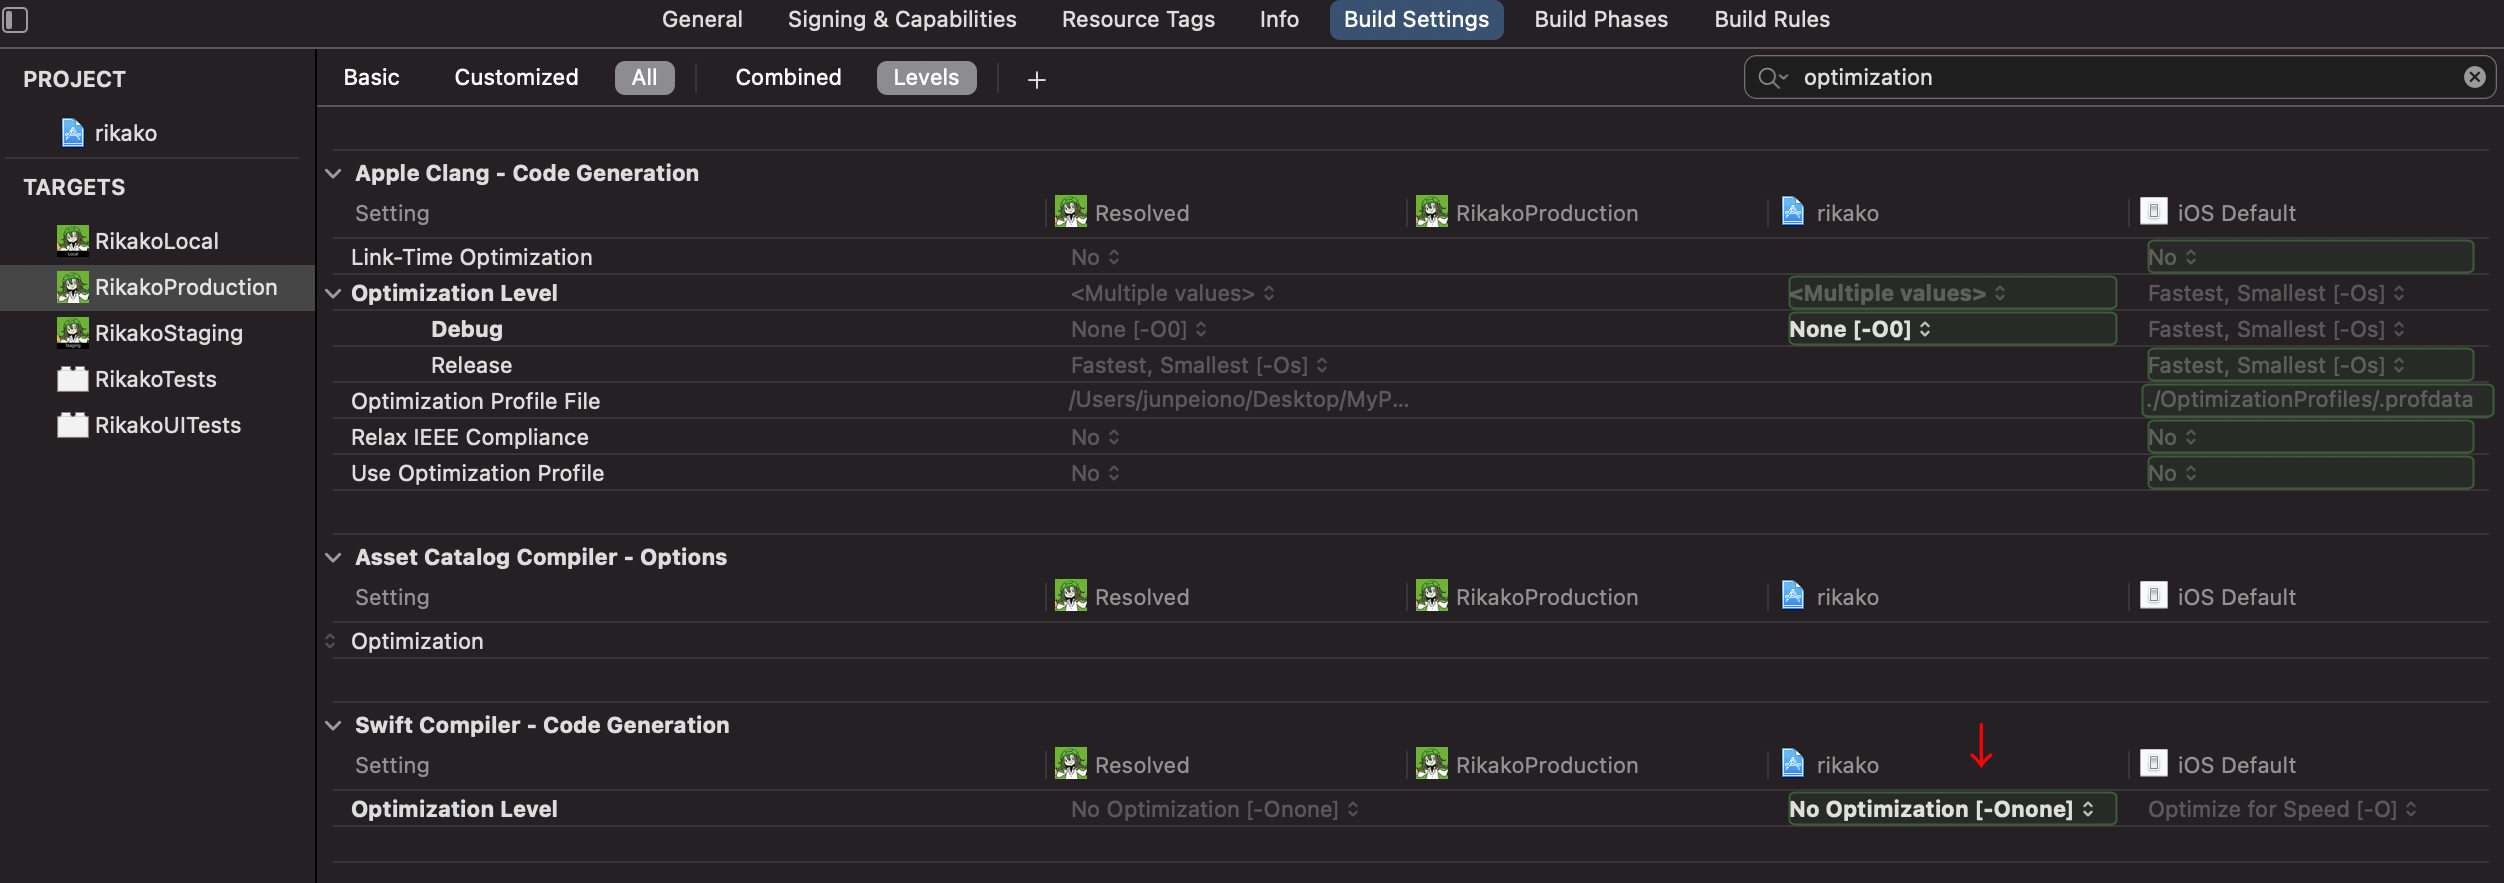 General Signing & Capabilities Resource Tags Info Build Settings Build Phases Build Rules
PROJECT
rikako
TARGETS
RikakoLocal
RikakoProduction
RikakoStaging
RikakoTests
RikakoUITests
Basic Customized All Combined Levels + optimization
Apple Clang - Code Generation
Setting Resolved RikakoProduction rikako iOS Default
Link-Time Optimization No No
Optimization Level <Multiple values> <Multiple values> Fastest, Smallest [-Os]
Debug None [-O0] None [-O0] Fastest, Smallest [-Os]
Release Fastest, Smallest [-Os] Fastest, Smallest [-Os]
Optimization Profile File /Users/junpeiono/Desktop/MyP... ./OptimizationProfiles/.profdata
Relax IEEE Compliance No No
Use Optimization Profile No No
Asset Catalog Compiler - Options
Setting Resolved RikakoProduction rikako iOS Default
Optimization
Swift Compiler - Code Generation
Setting Resolved RikakoProduction rikako iOS Default
Optimization Level No Optimization [-Onone] No Optimization [-Onone] Optimize for Speed [-O]